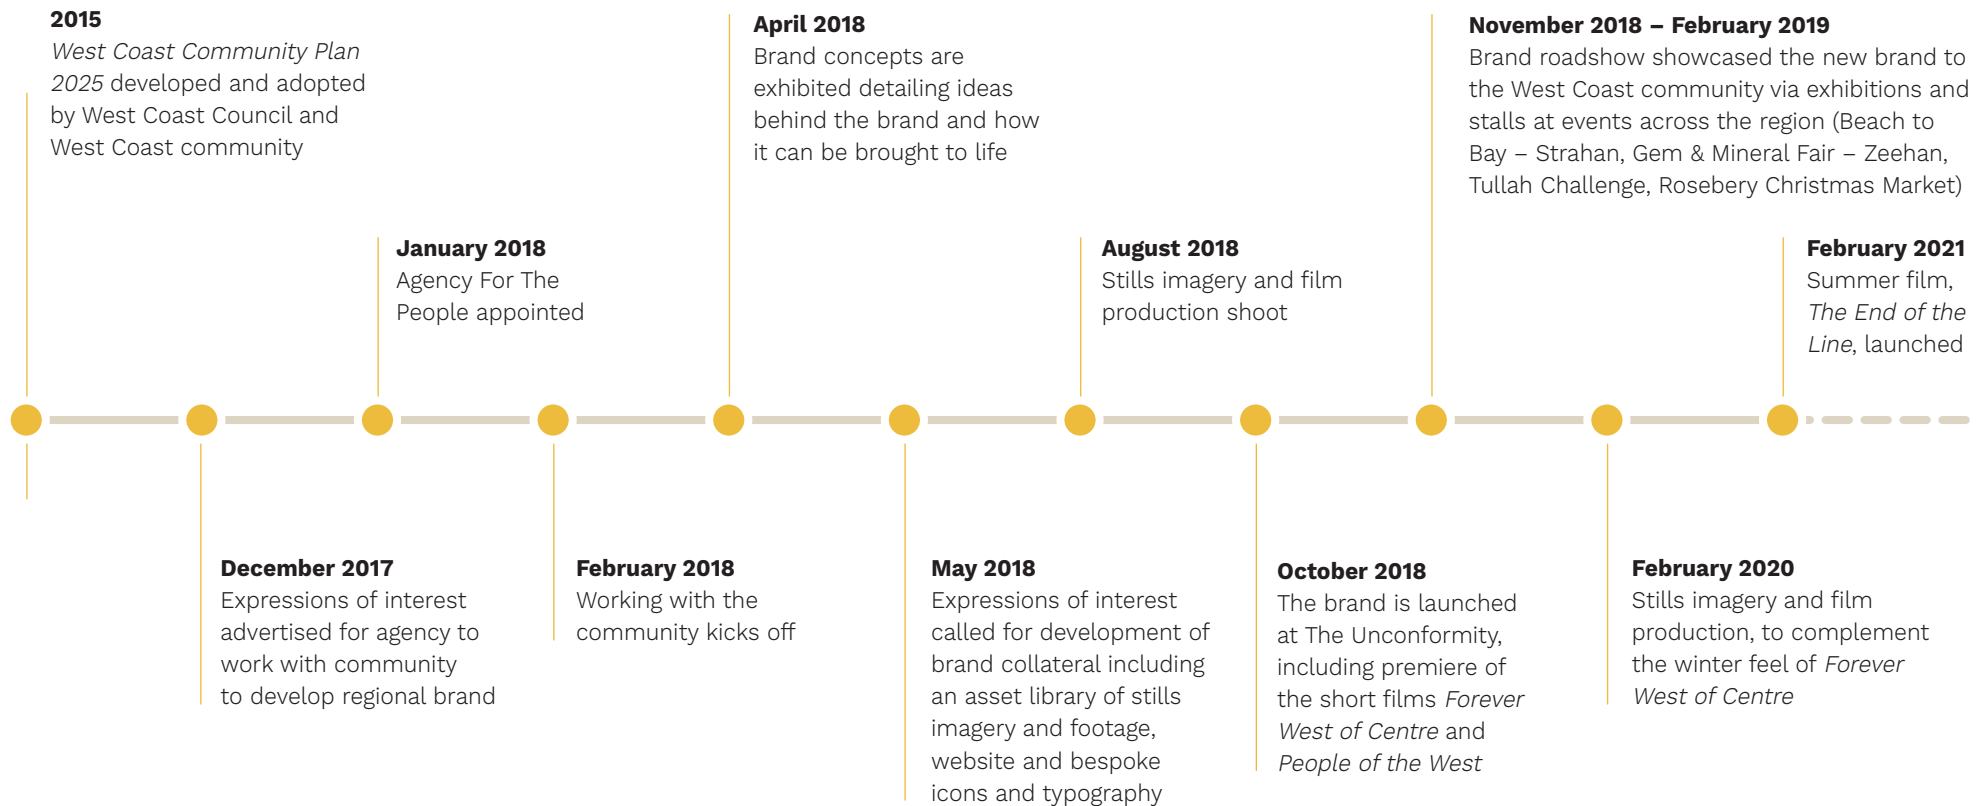 2015
West Coast Community Plan
2025 developed and adopted
by West Coast Council and
West Coast community
December 2017
Expressions of interest
advertised for agency to
work with community
to develop regional brand
January 2018
Agency For The
People appointed
February 2018
Working with the
community kicks off
April 2018
Brand concepts are
exhibited detailing ideas
behind the brand and how
it can be brought to life
May 2018
Expressions of interest
called for development of
brand collateral including
an asset library of stills
imagery and footage,
website and bespoke
icons and typography
August 2018
Stills imagery and film
production shoot
October 2018
The brand is launched
at The Unconformity,
including premiere of
the short films Forever
West of Centre and
People of the West
November 2018 – February 2019
Brand roadshow showcased the new brand to
the West Coast community via exhibitions and
stalls at events across the region (Beach to
Bay – Strahan, Gem & Mineral Fair – Zeehan,
Tullah Challenge, Rosebery Christmas Market)
February 2020
Stills imagery and film
production, to complement
the winter feel of Forever
West of Centre
February 2021
Summer film,
The End of the
Line, launched